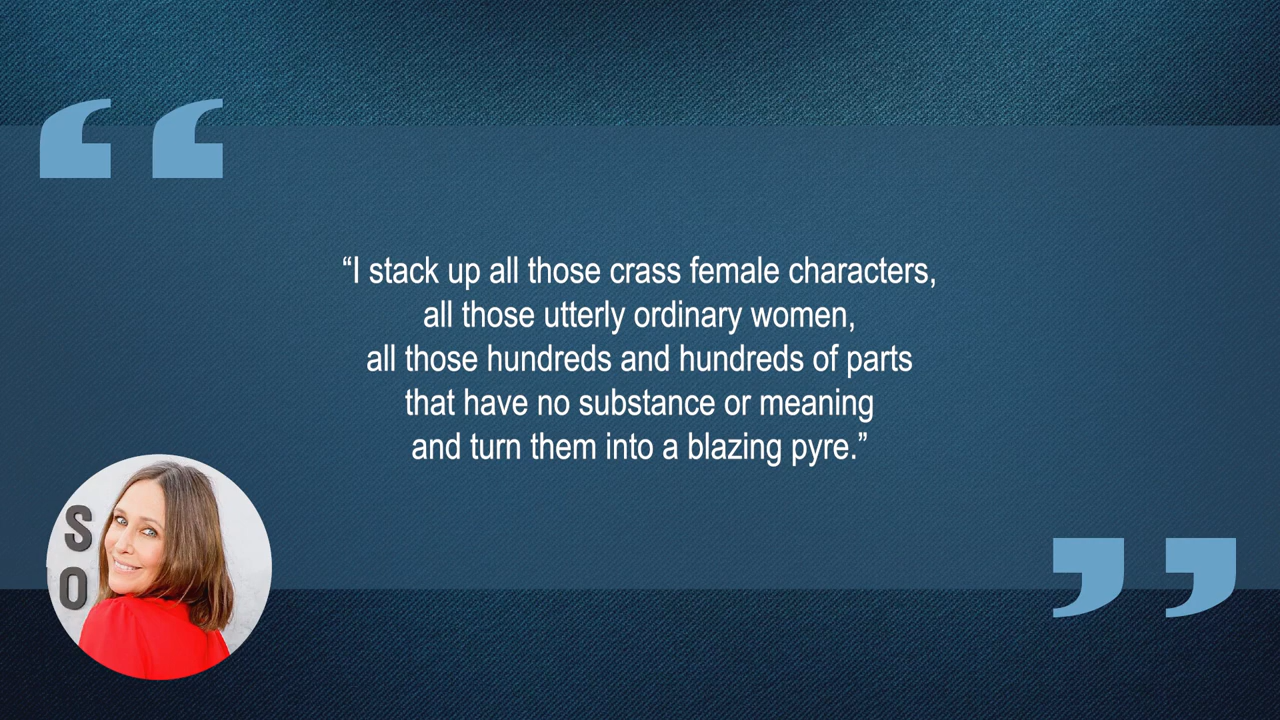 “I stack up all those crass female characters,
all those utterly ordinary women,
all those hundreds and hundreds of parts
that have no substance or meaning
and turn them into a blazing pyre.”
S
O